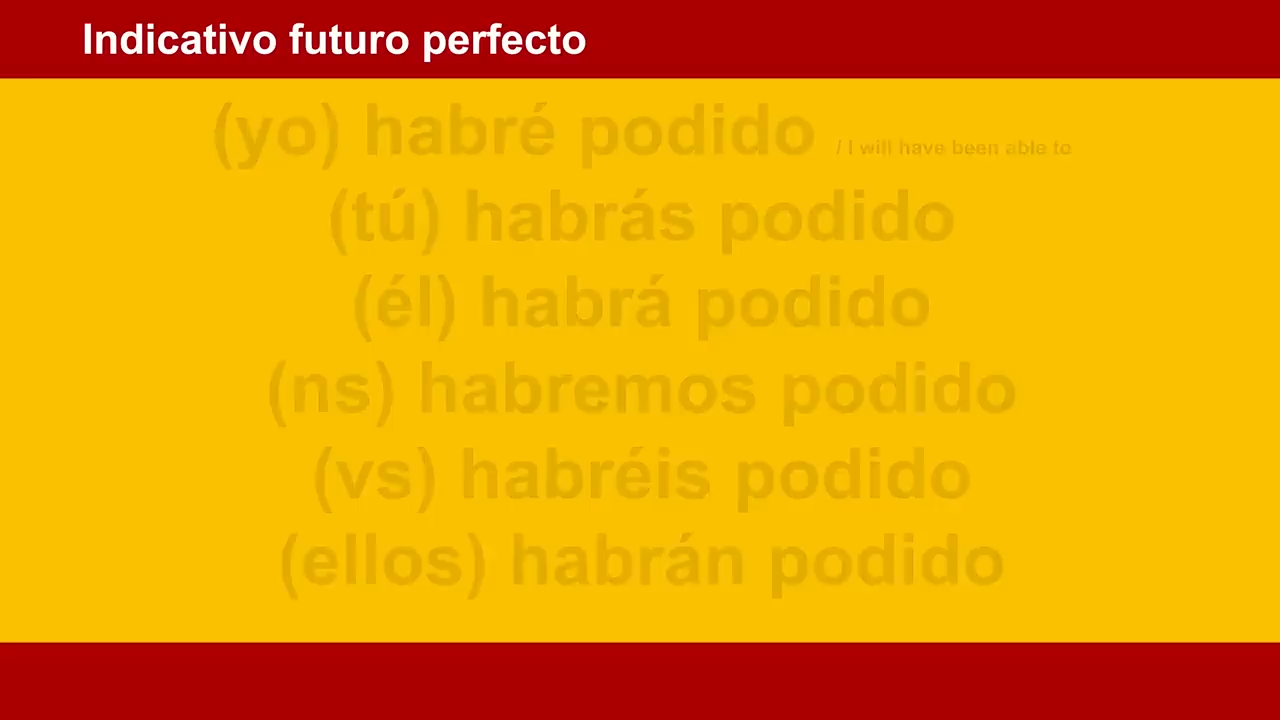 Indicativo futuro perfecto
(yo) habré podido / I will have been able to
(tú) habrás podido
(él) habrá podido
(ns) habremos podido
(vs) habréis podido
(ellos) habrán podido